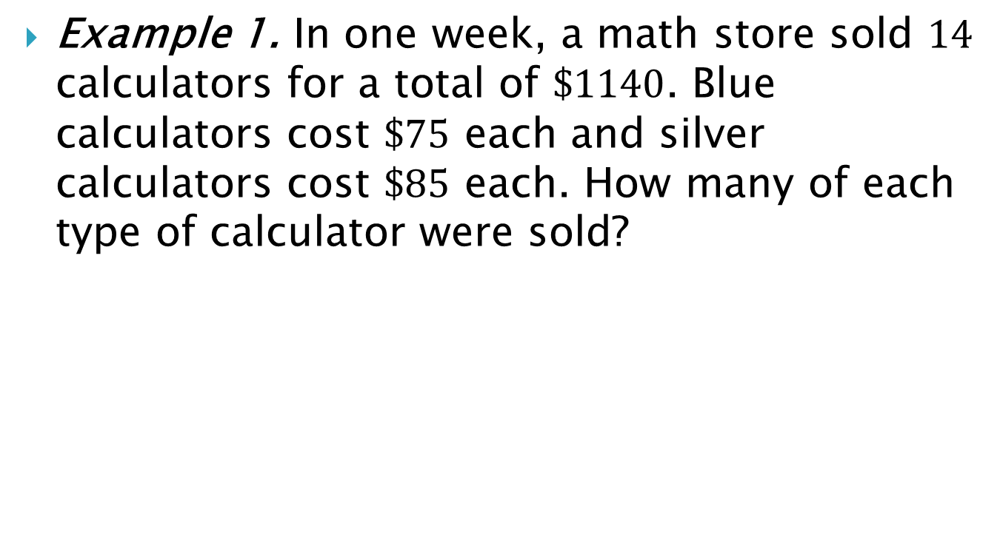 Example 1. In one week, a math store sold 14
calculators for a total of $1140. Blue
calculators cost $75 each and silver
calculators cost $85 each. How many of each
type of calculator were sold?